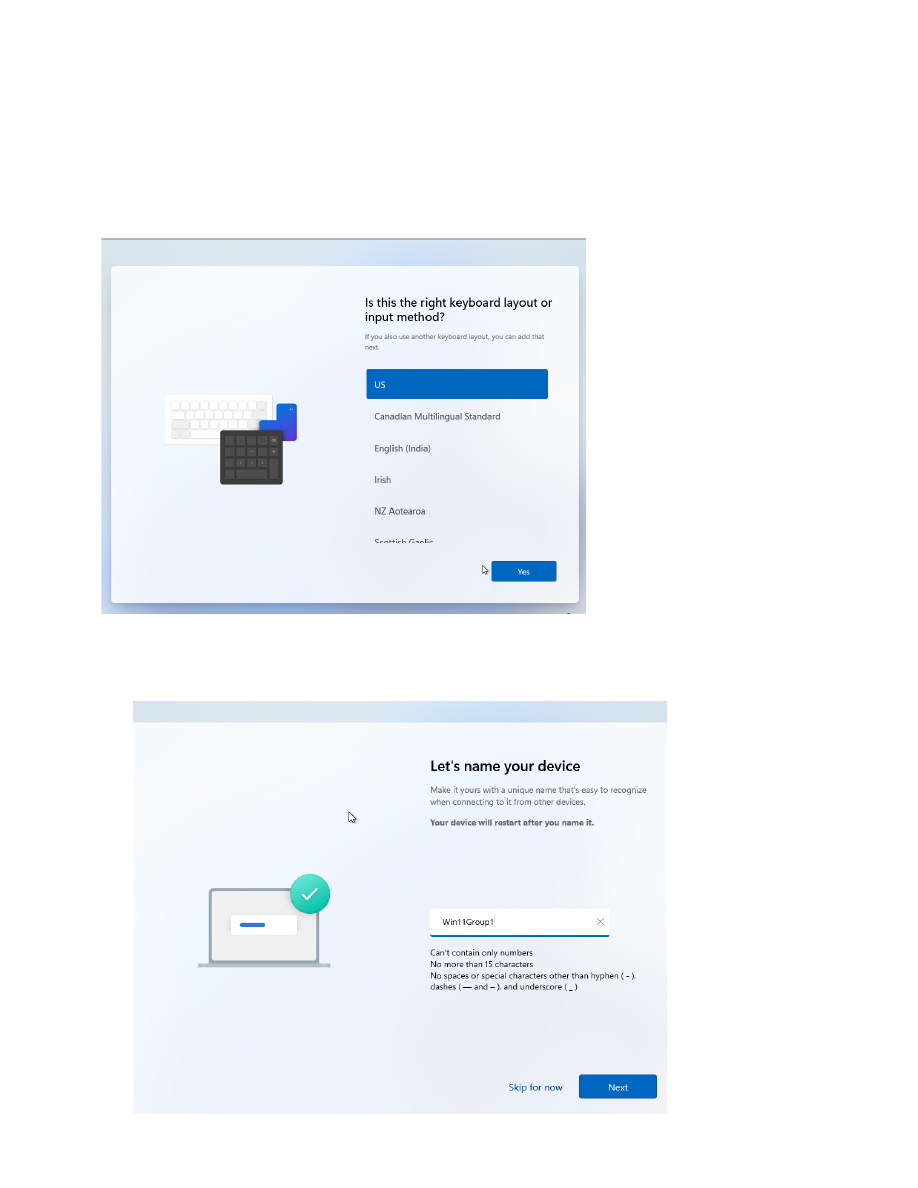 Is this the right keyboard layout or
input method?
If you also use another keyboard layout, you can add that
next.
US
Canadian Multilingual Standard
English (India)
Irish
NZ Aotearoa
Scottish Gaelic
Yes
Let's name your device
Make it yours with a unique name that's easy to recognize
when connecting to it from other devices.
Your device will restart after you name it.
Win11Group1
Can't contain only numbers
No more than 15 characters
No spaces or special characters other than hyphen ( - ),
dashes ( — and – ), and underscore ( _ )
Skip for now
Next